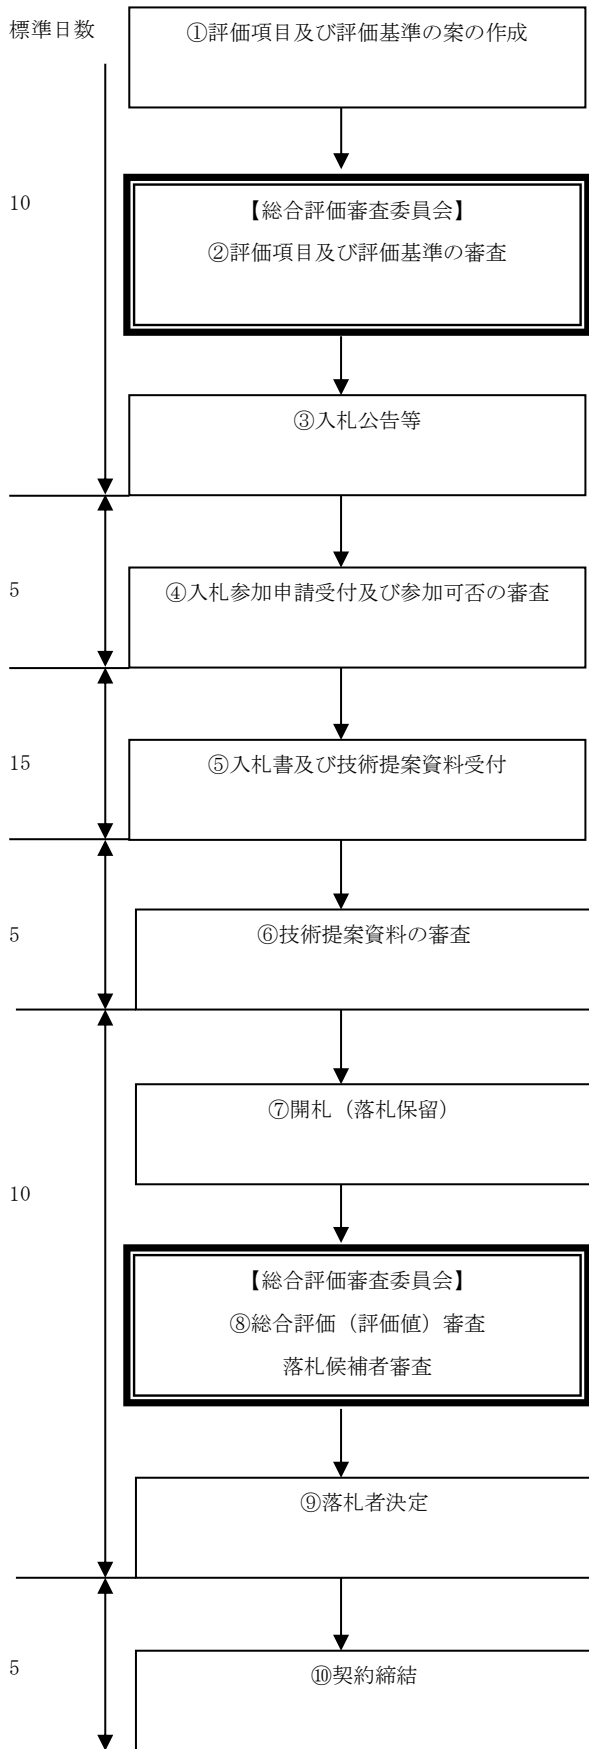 標準日数
①評価項目及び評価基準の案の作成
10
【総合評価審査委員会】
②評価項目及び評価基準の審査
③入札公告等
5
④入札参加申請受付及び参加可否の審査
15
⑤入札書及び技術提案資料受付
5
⑥技術提案資料の審査
⑦開札（落札保留）
10
【総合評価審査委員会】
⑧総合評価（評価値）審査
落札候補者審査
⑨落札者決定
5
⑩契約締結